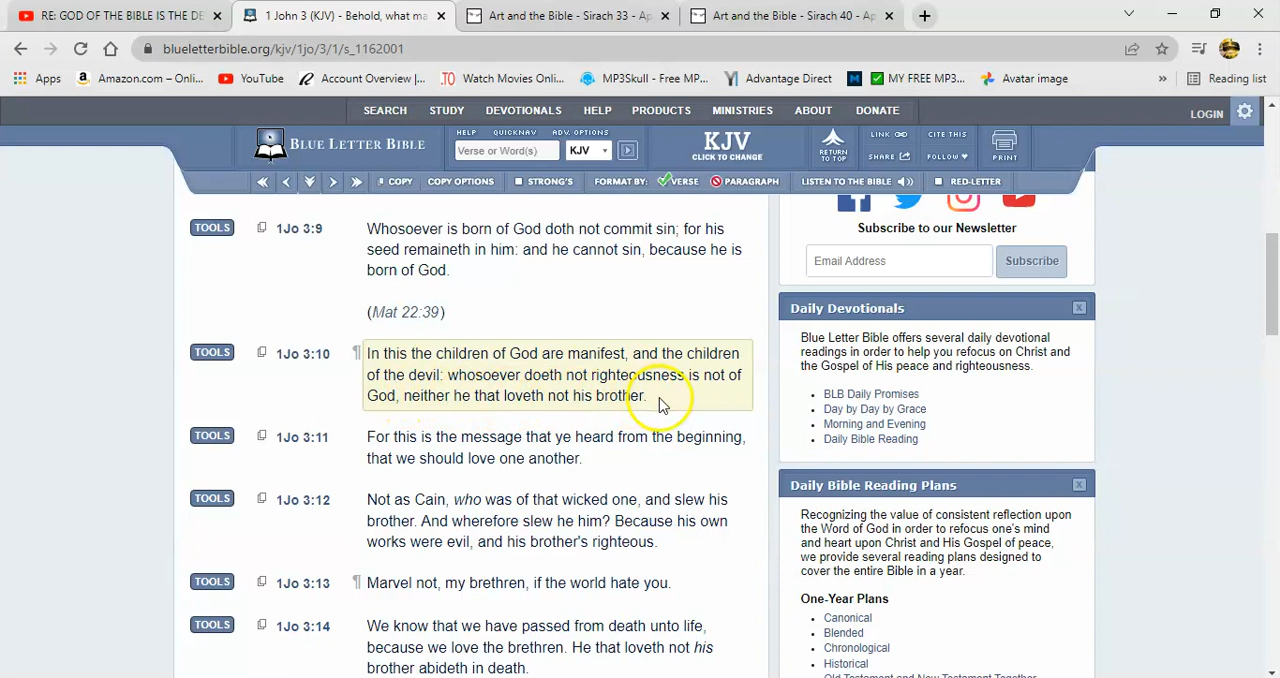 RE: GOD OF THE BIBLE IS THE DE
1 John 3 (KJV) - Behold, what ma
Art and the Bible - Sirach 33 - Ap
Art and the Bible - Sirach 40 - Ap
blueletterbible.org/kjv/1jo/3/1/s_1162001
Apps
Amazon.com – Onli...
YouTube
Account Overview |...
Watch Movies Onlin...
MP3Skull - Free MP...
Advantage Direct
MY FREE MP3...
Avatar image
»
Reading list
SEARCH STUDY DEVOTIONALS HELP PRODUCTS MINISTRIES ABOUT DONATE
LOGIN
BLUE LETTER BIBLE
HELP QUICKNAV ADV. OPTIONS
Verse or Word(s)
KJV
KJV
CLICK TO CHANGE
RETURN
TO TOP
LINK
CITE THIS
SHARE
FOLLOW
PRINT
COPY COPY OPTIONS STRONG'S FORMAT BY: VERSE PARAGRAPH LISTEN TO THE BIBLE RED-LETTER
TOOLS 1Jo 3:9 Whosoever is born of God doth not commit sin; for his
seed remaineth in him: and he cannot sin, because he is
born of God.
(Mat 22:39)
TOOLS 1Jo 3:10 ¶ In this the children of God are manifest, and the children
of the devil: whosoever doeth not righteousness is not of
God, neither he that loveth not his brother.
TOOLS 1Jo 3:11 For this is the message that ye heard from the beginning,
that we should love one another.
TOOLS 1Jo 3:12 Not as Cain, who was of that wicked one, and slew his
brother. And wherefore slew he him? Because his own
works were evil, and his brother's righteous.
TOOLS 1Jo 3:13 ¶ Marvel not, my brethren, if the world hate you.
TOOLS 1Jo 3:14 We know that we have passed from death unto life,
because we love the brethren. He that loveth not his
brother abideth in death.
Subscribe to our Newsletter
Email Address
Subscribe
Daily Devotionals
Blue Letter Bible offers several daily devotional
readings in order to help you refocus on Christ and
the Gospel of His peace and righteousness.
BLB Daily Promises
Day by Day by Grace
Morning and Evening
Daily Bible Reading
Daily Bible Reading Plans
Recognizing the value of consistent reflection upon
the Word of God in order to refocus one's mind
and heart upon Christ and His Gospel of peace,
we provide several reading plans designed to
cover the entire Bible in a year.
One-Year Plans
Canonical
Blended
Chronological
Historical
Old Testament and New Testament Together